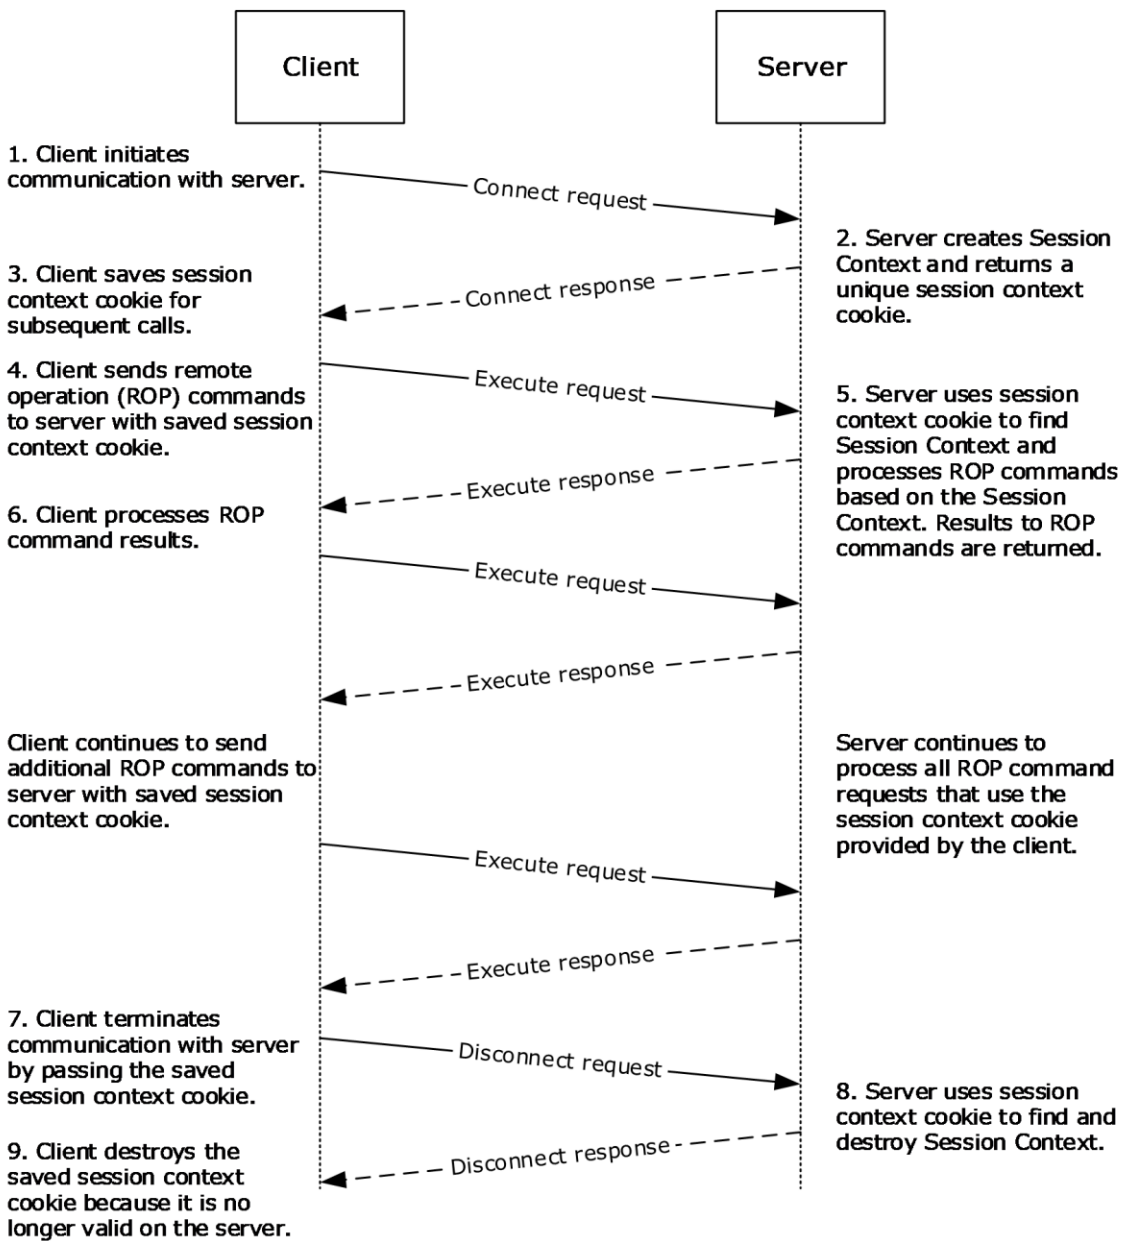 Client
Server
1. Client initiates
communication with server.
Connect request
2. Server creates Session
Context and returns a
unique session context
cookie.
Connect response
3. Client saves session
context cookie for
subsequent calls.
4. Client sends remote
operation (ROP) commands
to server with saved session
context cookie.
Execute request
5. Server uses session
context cookie to find
Session Context and
processes ROP commands
based on the Session
Context. Results to ROP
commands are returned.
Execute response
6. Client processes ROP
command results.
Execute request
Execute response
Client continues to send
additional ROP commands to
server with saved session
context cookie.
Server continues to
process all ROP command
requests that use the
session context cookie
provided by the client.
Execute request
Execute response
7. Client terminates
communication with server
by passing the saved
session context cookie.
Disconnect request
8. Server uses session
context cookie to find and
destroy Session Context.
Disconnect response
9. Client destroys the
saved session context
cookie because it is no
longer valid on the server.